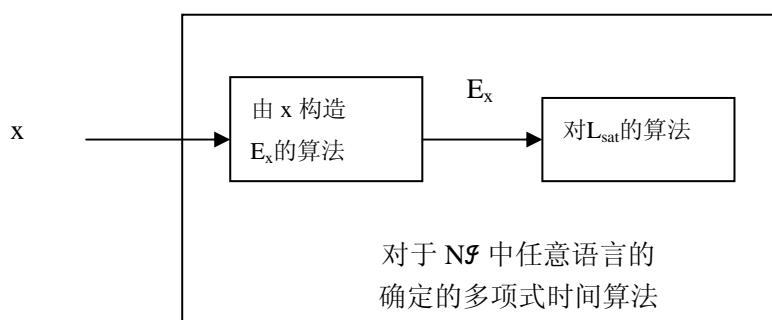 x
由 x 构造
Eₓ的算法
Eₓ
对Lsat的算法
对于 N𝓟 中任意语言的
确定的多项式时间算法